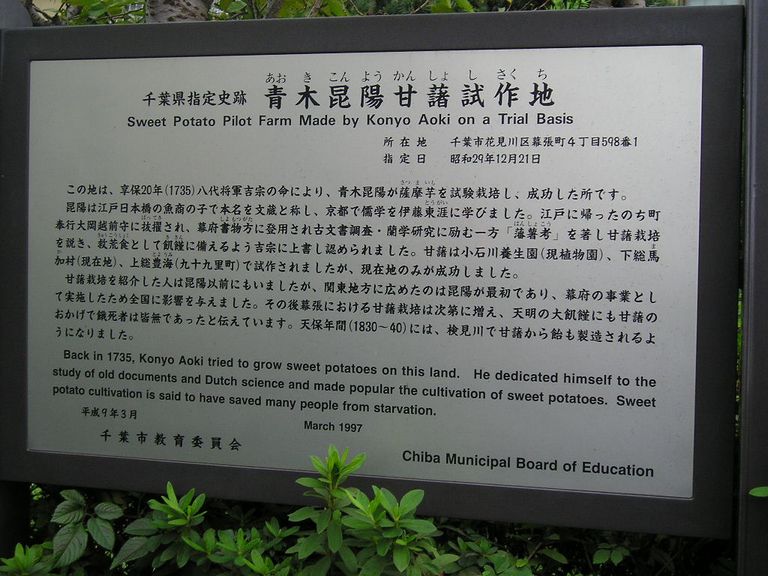 あおきこんようかんしょしさくち
千葉県指定史跡 青木昆陽甘藷試作地
Sweet Potato Pilot Farm Made by Konyo Aoki on a Trial Basis
所在地 千葉市花見川区幕張町4丁目598番1
指定日 昭和29年12月21日
この地は、享保20年(1735)八代将軍吉宗の命により、青木昆陽が薩摩芋を試験栽培し、成功した所です。
昆陽は江戸日本橋の魚商の子で本名を文蔵と称し、京都で儒学を伊藤東涯に学びました。江戸に帰ったのち町
奉行大岡越前守に抜擢され、幕府書物方に登用され古文書調査・蘭学研究に励む一方「蕃薯考」を著し甘藷栽培
を説き、救荒食として飢饉に備えるよう吉宗に上書し認められました。甘藷は小石川養生園(現植物園)、下総馬
加村(現在地)、上総豊海(九十九里町)で試作されましたが、現在地のみが成功しました。
甘藷栽培を紹介した人は昆陽以前にもいましたが、関東地方に広めたのは昆陽が最初であり、幕府の事業とし
て実施したため全国に影響を与えました。その後幕張における甘藷栽培は次第に増え、天明の大飢饉にも甘藷の
おかげで餓死者は皆無であったと伝えています。天保年間(1830～40)には、検見川で甘藷から飴も製造されるよ
うになりました。
Back in 1735, Konyo Aoki tried to grow sweet potatoes on this land. He dedicated himself to the
study of old documents and Dutch science and made popular the cultivation of sweet potatoes. Sweet
potato cultivation is said to have saved many people from starvation.
平成9年3月
March 1997
千葉市教育委員会
Chiba Municipal Board of Education